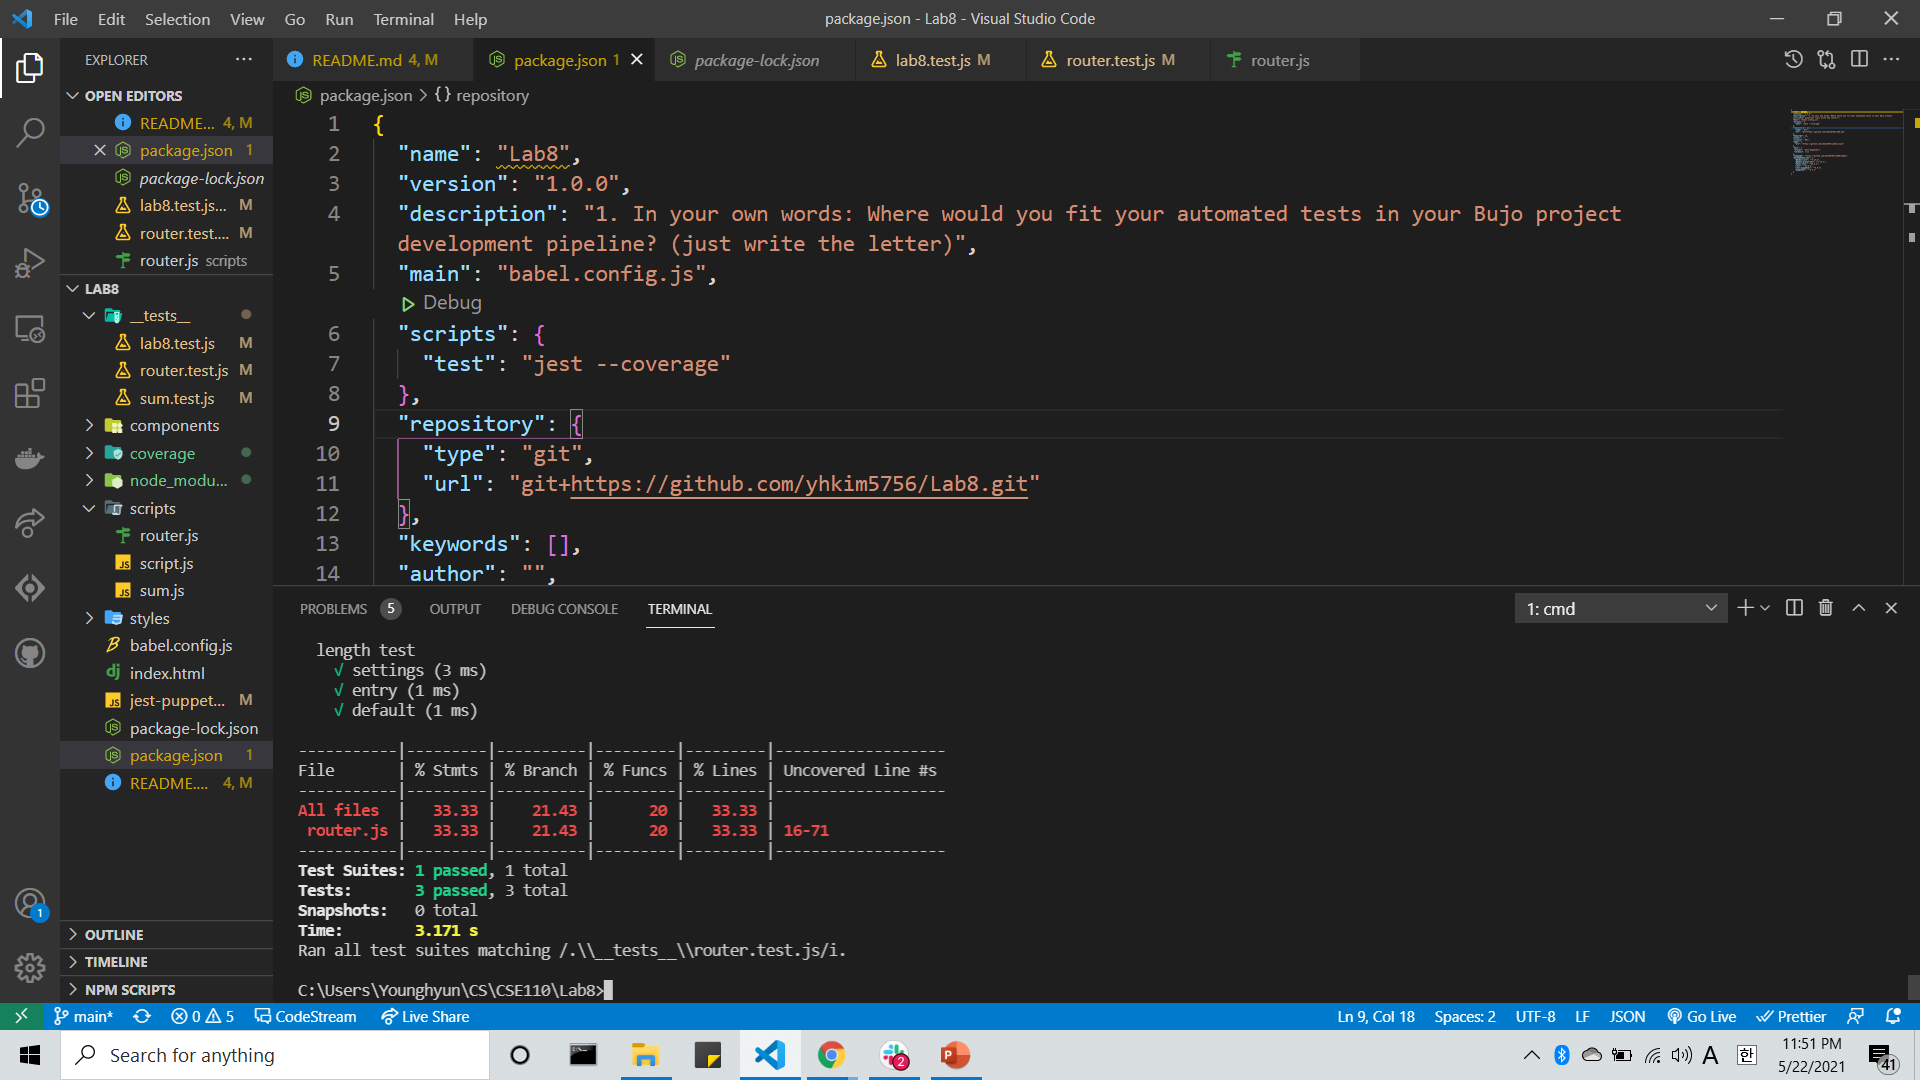 File Edit Selection View Go Run Terminal Help
package.json - Lab8 - Visual Studio Code
EXPLORER
OPEN EDITORS
README... 4, M
package.json 1
package-lock.json
lab8.test.js... M
router.test.... M
router.js scripts
LAB8
__tests__
lab8.test.js M
router.test.js M
sum.test.js M
components
coverage
node_modu...
scripts
router.js
script.js
sum.js
styles
babel.config.js
index.html
jest-puppet... M
package-lock.json
package.json 1
README.... 4, M
OUTLINE
TIMELINE
NPM SCRIPTS
README.md 4, M package.json 1 package-lock.json lab8.test.js M router.test.js M router.js
package.json > {} repository
1 {
2 "name": "Lab8",
3 "version": "1.0.0",
4 "description": "1. In your own words: Where would you fit your automated tests in your Bujo project
development pipeline? (just write the letter)",
5 "main": "babel.config.js",
Debug
6 "scripts": {
7 "test": "jest --coverage"
8 },
9 "repository": {
10 "type": "git",
11 "url": "git+https://github.com/yhkim5756/Lab8.git"
12 },
13 "keywords": [],
14 "author": "",
PROBLEMS 5 OUTPUT DEBUG CONSOLE TERMINAL
1: cmd
length test
√ settings (3 ms)
√ entry (1 ms)
√ default (1 ms)
-----------|---------|----------|---------|---------|-------------------
File | % Stmts | % Branch | % Funcs | % Lines | Uncovered Line #s
-----------|---------|----------|---------|---------|-------------------
All files | 33.33 | 21.43 | 20 | 33.33 |
router.js | 33.33 | 21.43 | 20 | 33.33 | 16-71
-----------|---------|----------|---------|---------|-------------------
Test Suites: 1 passed, 1 total
Tests: 3 passed, 3 total
Snapshots: 0 total
Time: 3.171 s
Ran all test suites matching /.\\__tests__\\router.test.js/i.
C:\Users\Younghyun\CS\CSE110\Lab8>
1
main* 0 5 CodeStream Live Share
Ln 9, Col 18 Spaces: 2 UTF-8 LF JSON Go Live Prettier
Search for anything
2
A 한
11:51 PM
5/22/2021
41